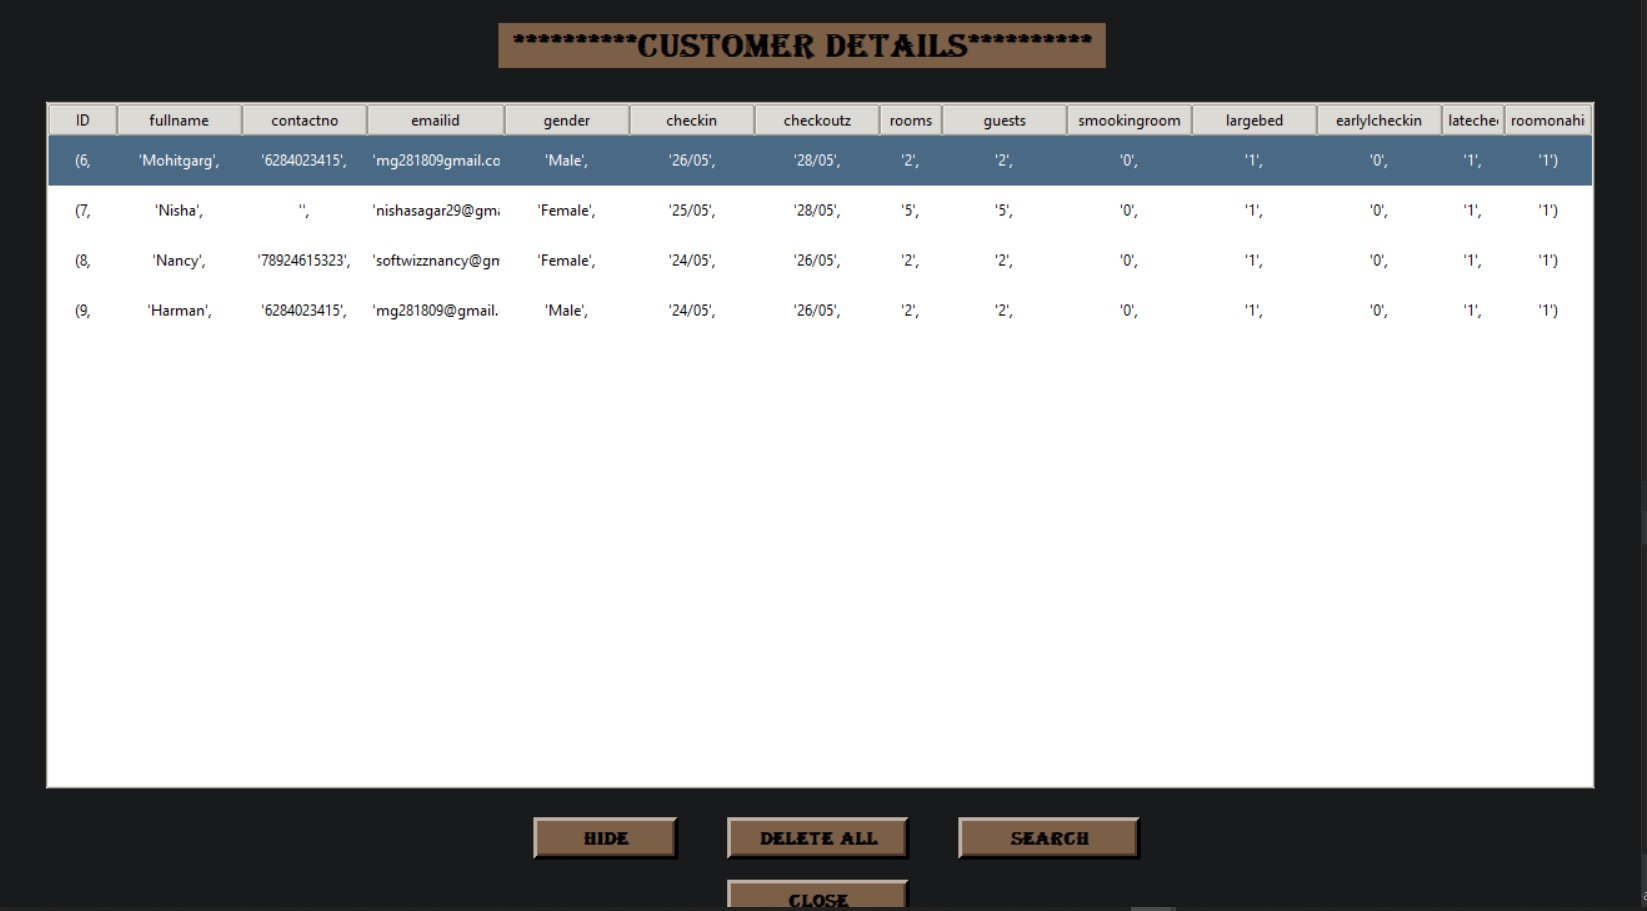 **********CUSTOMER DETAILS**********
ID fullname contactno emailid gender checkin checkoutz rooms guests smookingroom largebed earlylcheckin latechec roomonahi
(6, 'Mohitgarg', '6284023415', 'mg281809gmail.co 'Male', '26/05', '28/05', '2', '2', '0', '1', '0', '1', '1')
(7, 'Nisha', '', 'nishasagar29@gma 'Female', '25/05', '28/05', '5', '5', '0', '1', '0', '1', '1')
(8, 'Nancy', '78924615323', 'softwizznancy@gm 'Female', '24/05', '26/05', '2', '2', '0', '1', '0', '1', '1')
(9, 'Harman', '6284023415', 'mg281809@gmail. 'Male', '24/05', '26/05', '2', '2', '0', '1', '0', '1', '1')
HIDE DELETE ALL SEARCH
CLOSE